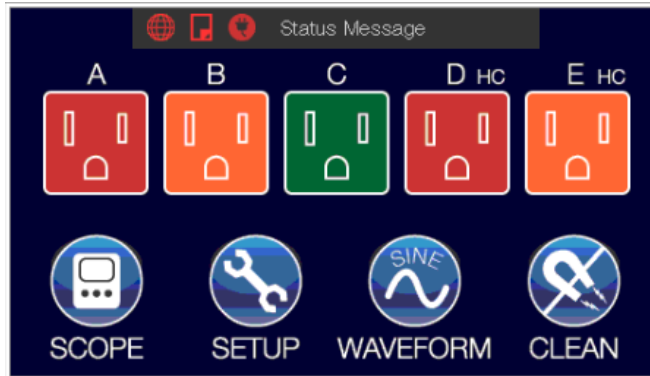 Status Message
A B C D HC E HC
SINE
SCOPE SETUP WAVEFORM CLEAN